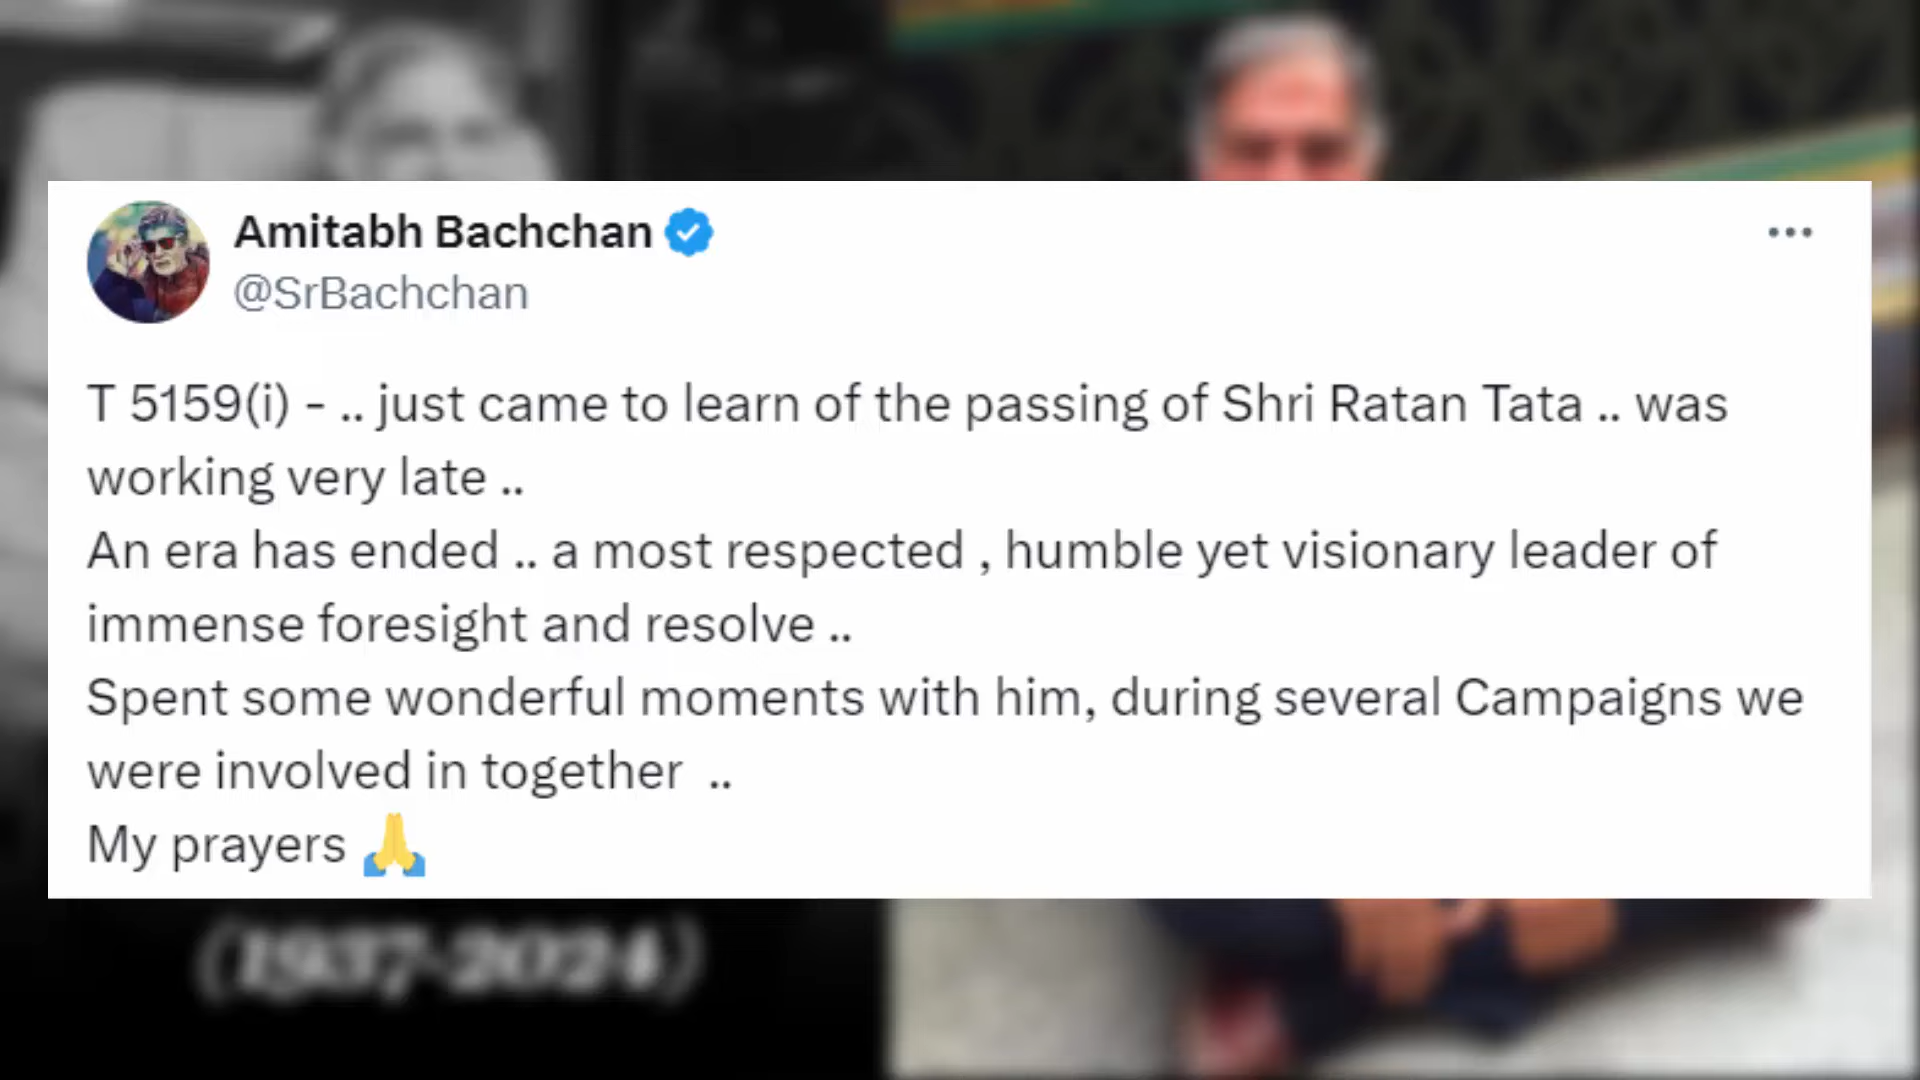 Amitabh Bachchan
@SrBachchan
T 5159(i) - .. just came to learn of the passing of Shri Ratan Tata .. was
working very late ..
An era has ended .. a most respected , humble yet visionary leader of
immense foresight and resolve ..
Spent some wonderful moments with him, during several Campaigns we
were involved in together  ..
My prayers 🙏
(1937-2024)